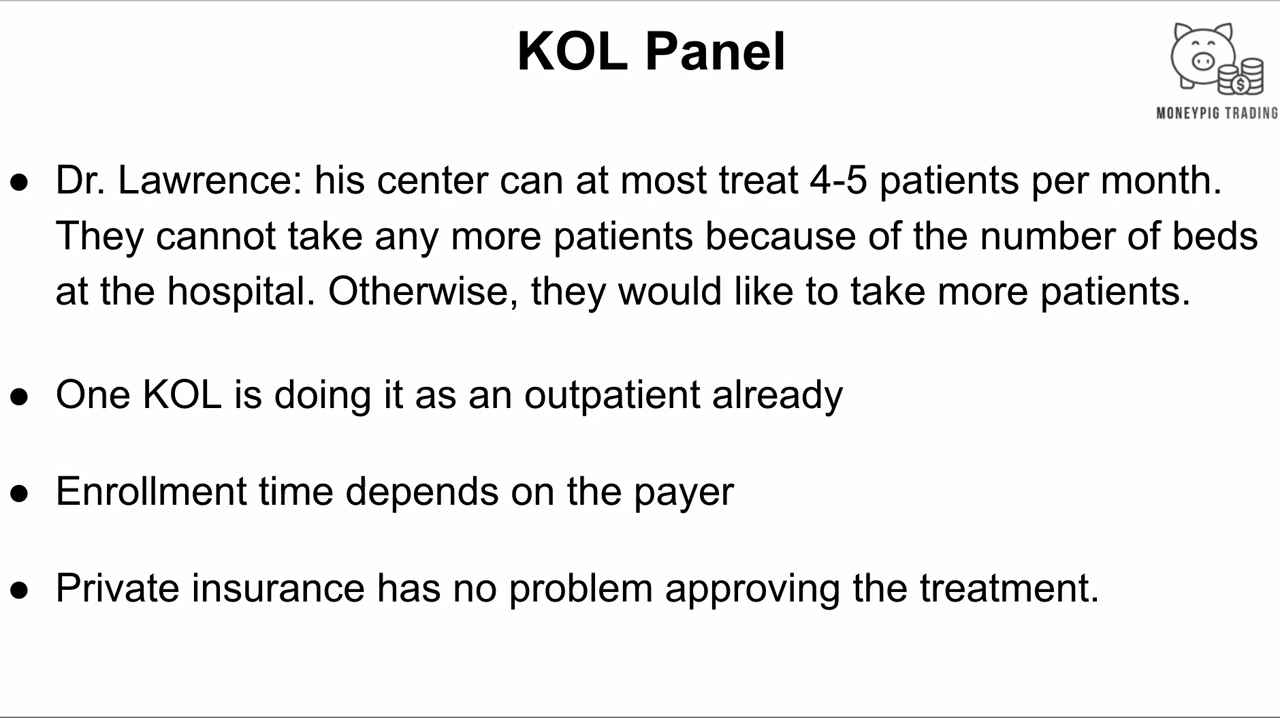 KOL Panel
MONEYPIG TRADING
● Dr. Lawrence: his center can at most treat 4-5 patients per month.
They cannot take any more patients because of the number of beds
at the hospital. Otherwise, they would like to take more patients.
● One KOL is doing it as an outpatient already
● Enrollment time depends on the payer
● Private insurance has no problem approving the treatment.